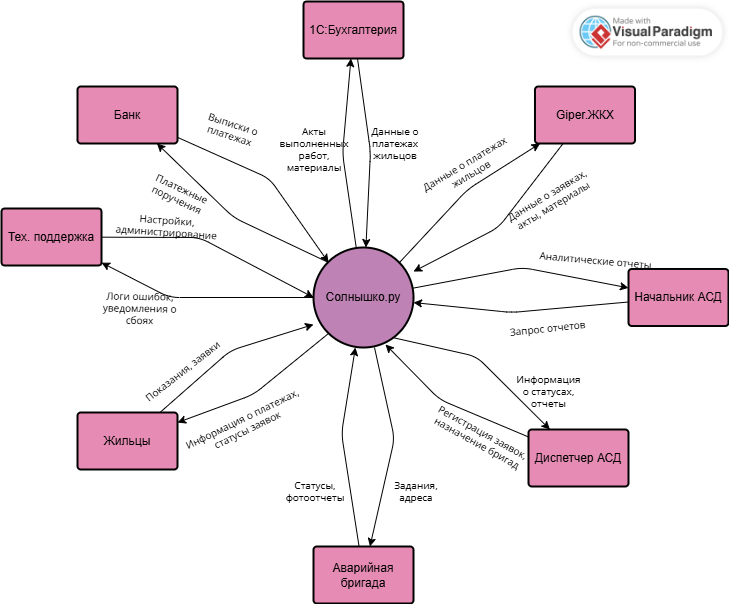 Made with
VisualParadigm
For non-commercial use
1С:Бухгалтерия
Банк
Giper.ЖКХ
Выписки о
платежах
Акты
выполненных
работ,
материалы
Данные о
платежах
жильцов
Данные о платежах
жильцов
Платежные
поручения
Данные о заявках,
акты, материалы
Тех. поддержка
Настройки,
администрирование
Аналитические отчеты
Логи ошибок,
уведомления о
сбоях
Солнышко.ру
Начальник АСД
Запрос отчетов
Показания, заявки
Информация о платежах,
статусы заявок
Информация
о статусах,
отчеты
Регистрация заявок,
назначение бригад
Жильцы
Диспетчер АСД
Статусы,
фотоотчеты
Задания,
адреса
Аварийная
бригада